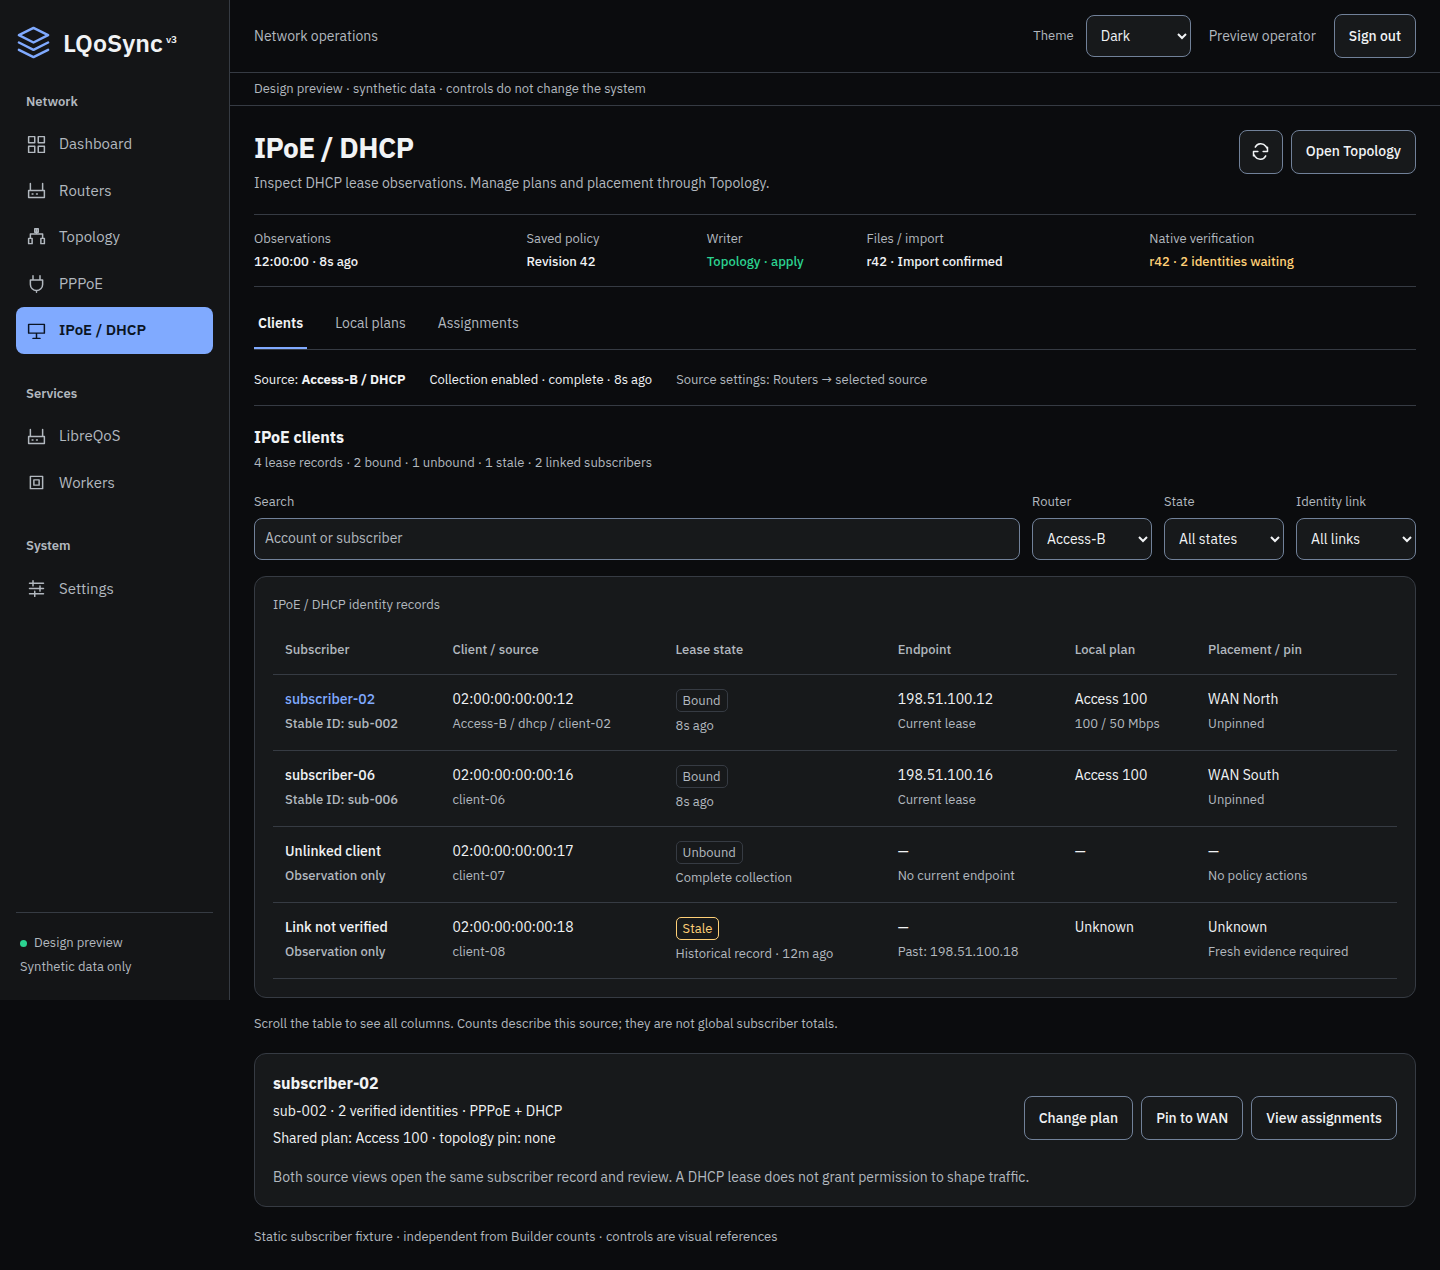 LQoSync v3
Network
Dashboard
Routers
Topology
PPPoE
IPoE / DHCP
Services
LibreQoS
Workers
System
Settings
Design preview
Synthetic data only
Network operations
Theme Dark Preview operator Sign out
Design preview · synthetic data · controls do not change the system
IPoE / DHCP
Inspect DHCP lease observations. Manage plans and placement through Topology.
Open Topology
Observations Saved policy Writer Files / import Native verification
12:00:00 · 8s ago Revision 42 Topology · apply r42 · Import confirmed r42 · 2 identities waiting
Clients Local plans Assignments
Source: Access-B / DHCP Collection enabled · complete · 8s ago Source settings: Routers → selected source
IPoE clients
4 lease records · 2 bound · 1 unbound · 1 stale · 2 linked subscribers
Search Router State Identity link
Account or subscriber Access-B All states All links
IPoE / DHCP identity records
Subscriber Client / source Lease state Endpoint Local plan Placement / pin
subscriber-02 02:00:00:00:00:12 Bound 198.51.100.12 Access 100 WAN North
Stable ID: sub-002 Access-B / dhcp / client-02 8s ago Current lease 100 / 50 Mbps Unpinned
subscriber-06 02:00:00:00:00:16 Bound 198.51.100.16 Access 100 WAN South
Stable ID: sub-006 client-06 8s ago Current lease Unpinned
Unlinked client 02:00:00:00:00:17 Unbound — — —
Observation only client-07 Complete collection No current endpoint No policy actions
Link not verified 02:00:00:00:00:18 Stale — Unknown Unknown
Observation only client-08 Historical record · 12m ago Past: 198.51.100.18 Fresh evidence required
Scroll the table to see all columns. Counts describe this source; they are not global subscriber totals.
subscriber-02
sub-002 · 2 verified identities · PPPoE + DHCP
Shared plan: Access 100 · topology pin: none
Change plan Pin to WAN View assignments
Both source views open the same subscriber record and review. A DHCP lease does not grant permission to shape traffic.
Static subscriber fixture · independent from Builder counts · controls are visual references